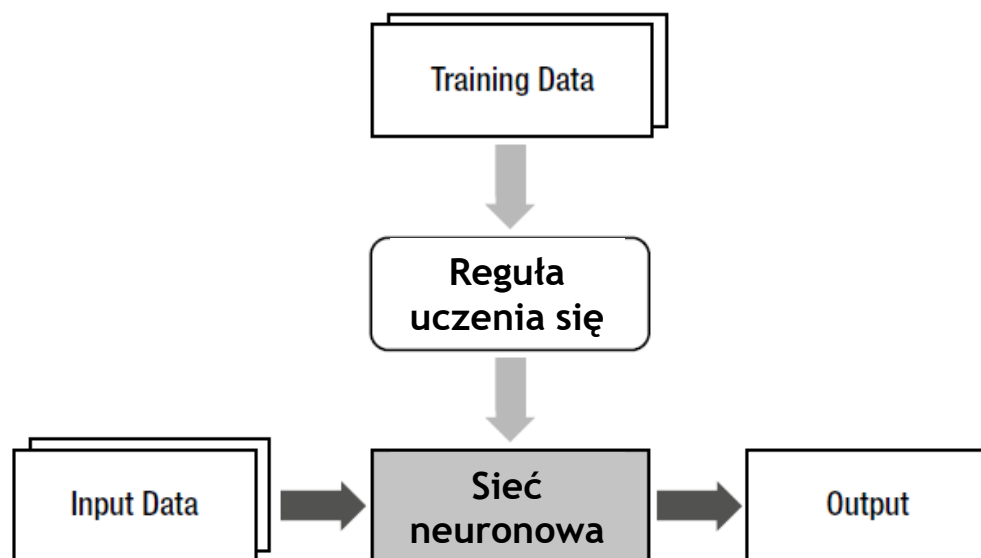 Training Data
Reguła
uczenia się
Input Data
Sieć
neuronowa
Output